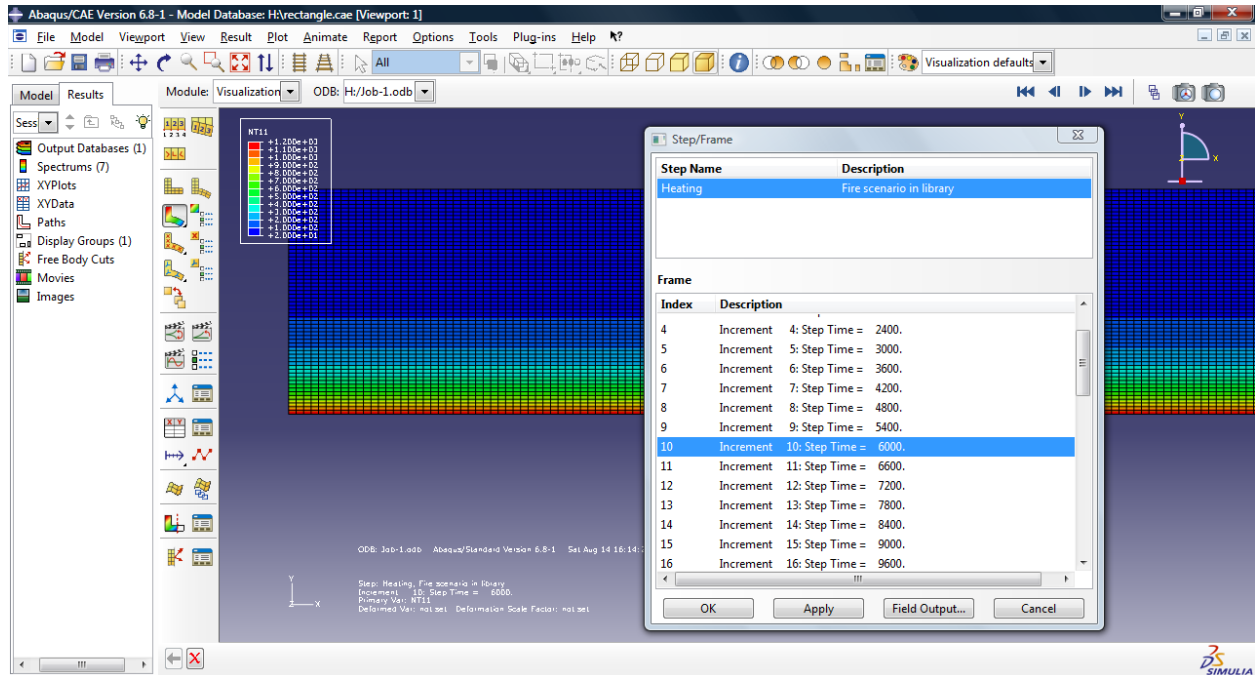 Abaqus/CAE Version 6.8-1 - Model Database: H:\rectangle.cae [Viewport: 1]
File Model Viewport View Result Plot Animate Report Options Tools Plug-ins Help
All Visualization defaults
Model Results Module: Visualization ODB: H:/Job-1.odb
Sess
Output Databases (1)
Spectrums (7)
XYPlots
XYData
Paths
Display Groups (1)
Free Body Cuts
Movies
Images
NT11
+1.200e+03
+1.100e+03
+1.000e+03
+9.000e+02
+8.000e+02
+7.000e+02
+6.000e+02
+5.000e+02
+4.000e+02
+3.000e+02
+2.000e+02
+1.000e+02
+2.000e+01
Y
X
Z
Step/Frame
Step Name Description
Heating Fire scenario in library
Frame
Index Description
4 Increment 4: Step Time = 2400.
5 Increment 5: Step Time = 3000.
6 Increment 6: Step Time = 3600.
7 Increment 7: Step Time = 4200.
8 Increment 8: Step Time = 4800.
9 Increment 9: Step Time = 5400.
10 Increment 10: Step Time = 6000.
11 Increment 11: Step Time = 6600.
12 Increment 12: Step Time = 7200.
13 Increment 13: Step Time = 7800.
14 Increment 14: Step Time = 8400.
15 Increment 15: Step Time = 9000.
16 Increment 16: Step Time = 9600.
OK Apply Field Output... Cancel
ODB: Job-1.odb Abaqus/Standard Version 6.8-1 Sat Aug 14 16:14:
Y
Z X
Step: Heating, Fire scenario in library
Increment 10: Step Time = 6000.
Primary Var: NT11
Deformed Var: not set Deformation Scale Factor: not set
SIMULIA